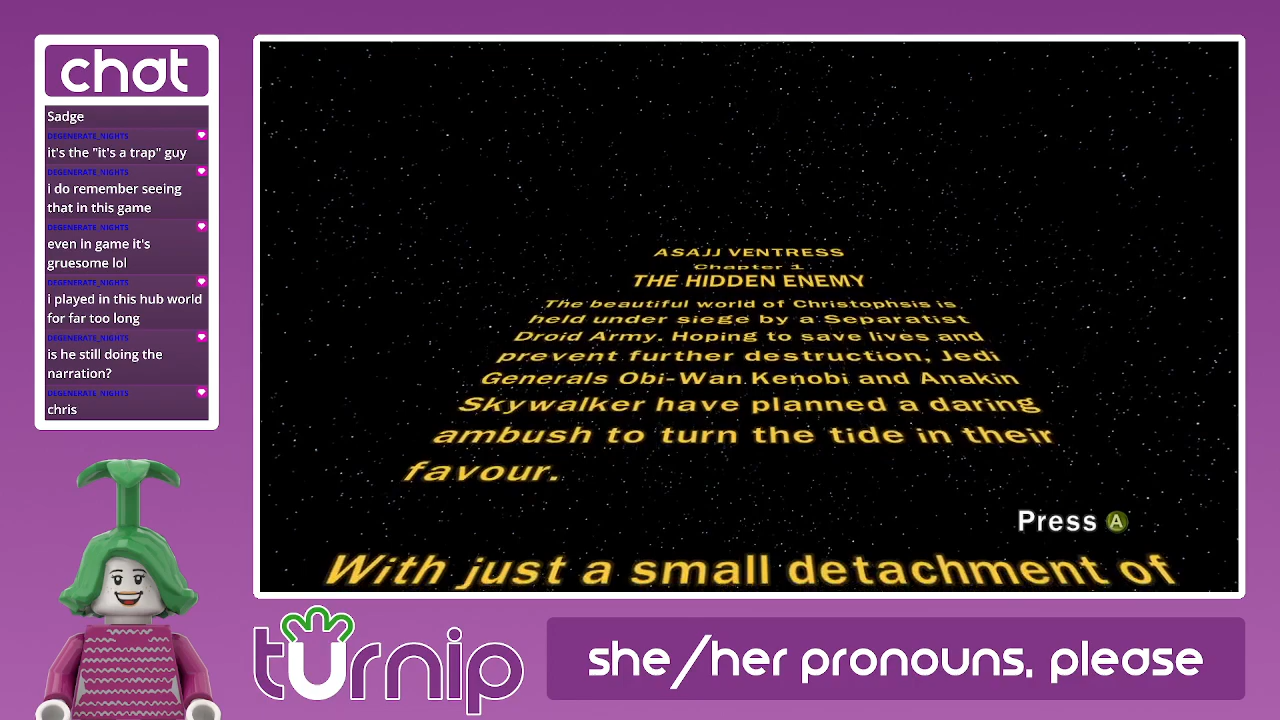 chat
Sadge
DEGENERATE_NIGHTS
it's the "it's a trap" guy
DEGENERATE_NIGHTS
i do remember seeing
that in this game
DEGENERATE_NIGHTS
even in game it's
gruesome lol
DEGENERATE_NIGHTS
i played in this hub world
for far too long
DEGENERATE_NIGHTS
is he still doing the
narration?
DEGENERATE_NIGHTS
chris
ASAJJ VENTRESS
Chapter 1
THE HIDDEN ENEMY
The beautiful world of Christophsis is
held under siege by a Separatist
Droid Army. Hoping to save lives and
prevent further destruction, Jedi
Generals Obi-Wan Kenobi and Anakin
Skywalker have planned a daring
ambush to turn the tide in their
favour.
Press A
With just a small detachment of
turnip
she/her pronouns, please